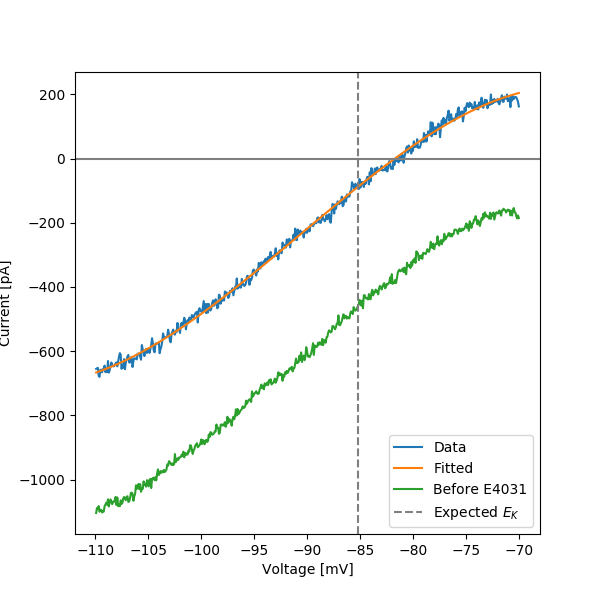 200
0
−200
−400
−600
−800
−1000
Current [pA]
−110 −105 −100 −95 −90 −85 −80 −75 −70
Voltage [mV]
Data
Fitted
Before E4031
Expected E_K